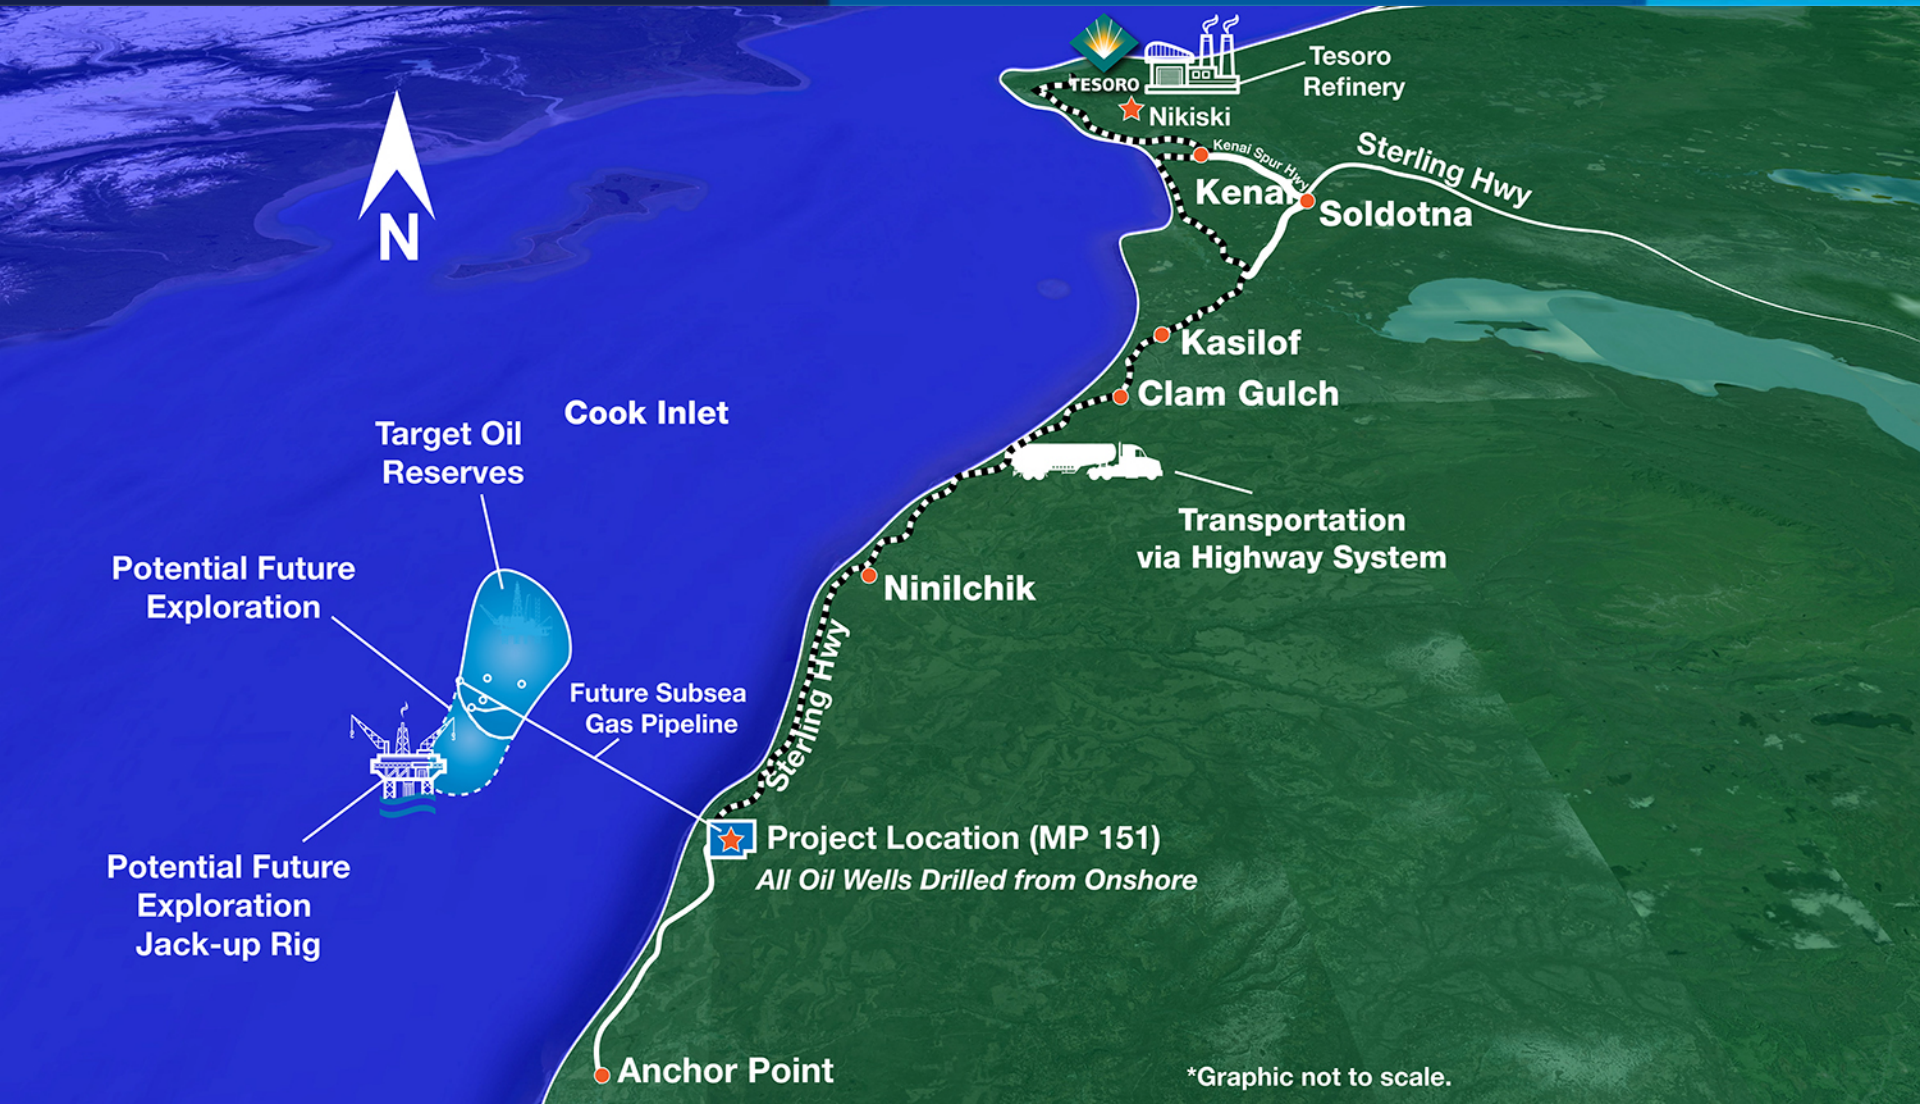 TESORO
Tesoro
Refinery
Nikiski
Kenai Spur Hwy
Sterling Hwy
Kenai
Soldotna
N
Kasilof
Clam Gulch
Cook Inlet
Target Oil
Reserves
Transportation
via Highway System
Potential Future
Exploration
Ninilchik
Sterling Hwy
Future Subsea
Gas Pipeline
Project Location (MP 151)
All Oil Wells Drilled from Onshore
Potential Future
Exploration
Jack-up Rig
Anchor Point
*Graphic not to scale.